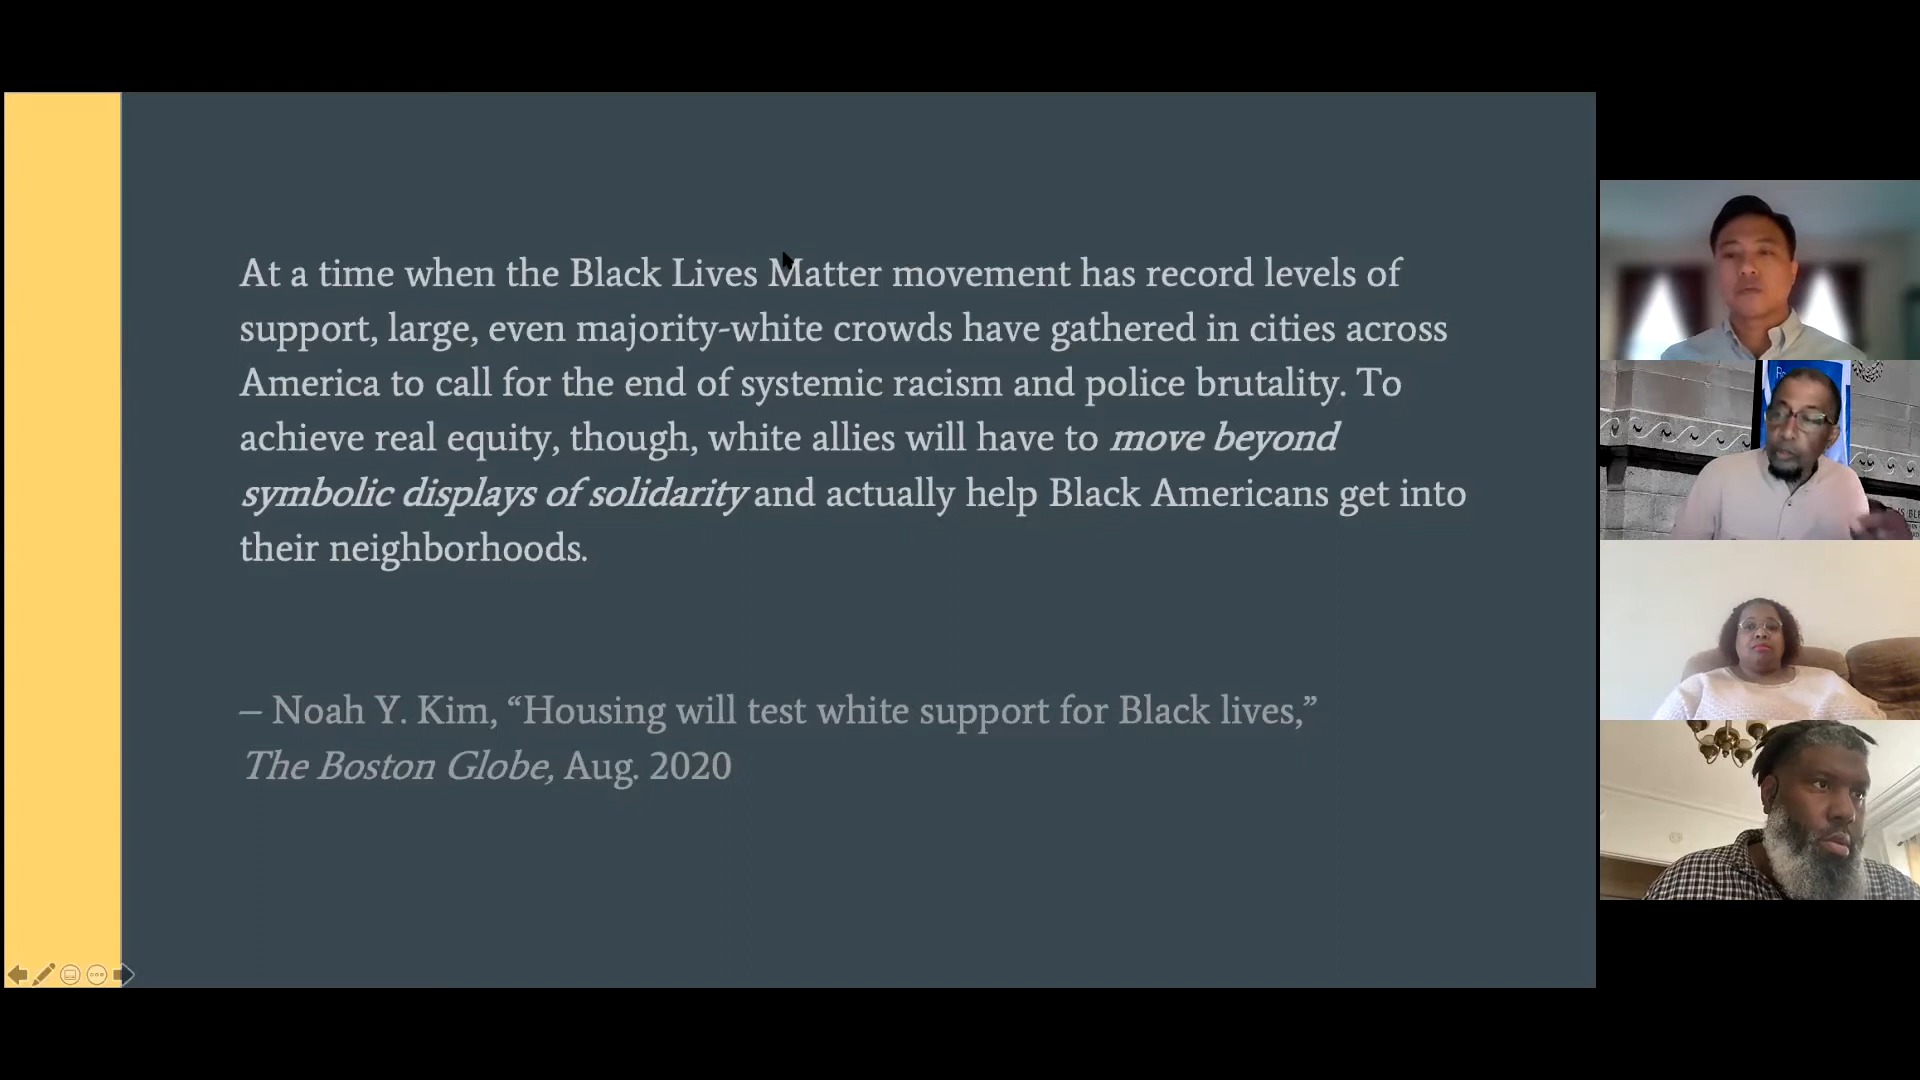 At a time when the Black Lives Matter movement has record levels of
support, large, even majority-white crowds have gathered in cities across
America to call for the end of systemic racism and police brutality. To
achieve real equity, though, white allies will have to move beyond
symbolic displays of solidarity and actually help Black Americans get into
their neighborhoods.
– Noah Y. Kim, “Housing will test white support for Black lives,”
The Boston Globe, Aug. 2020